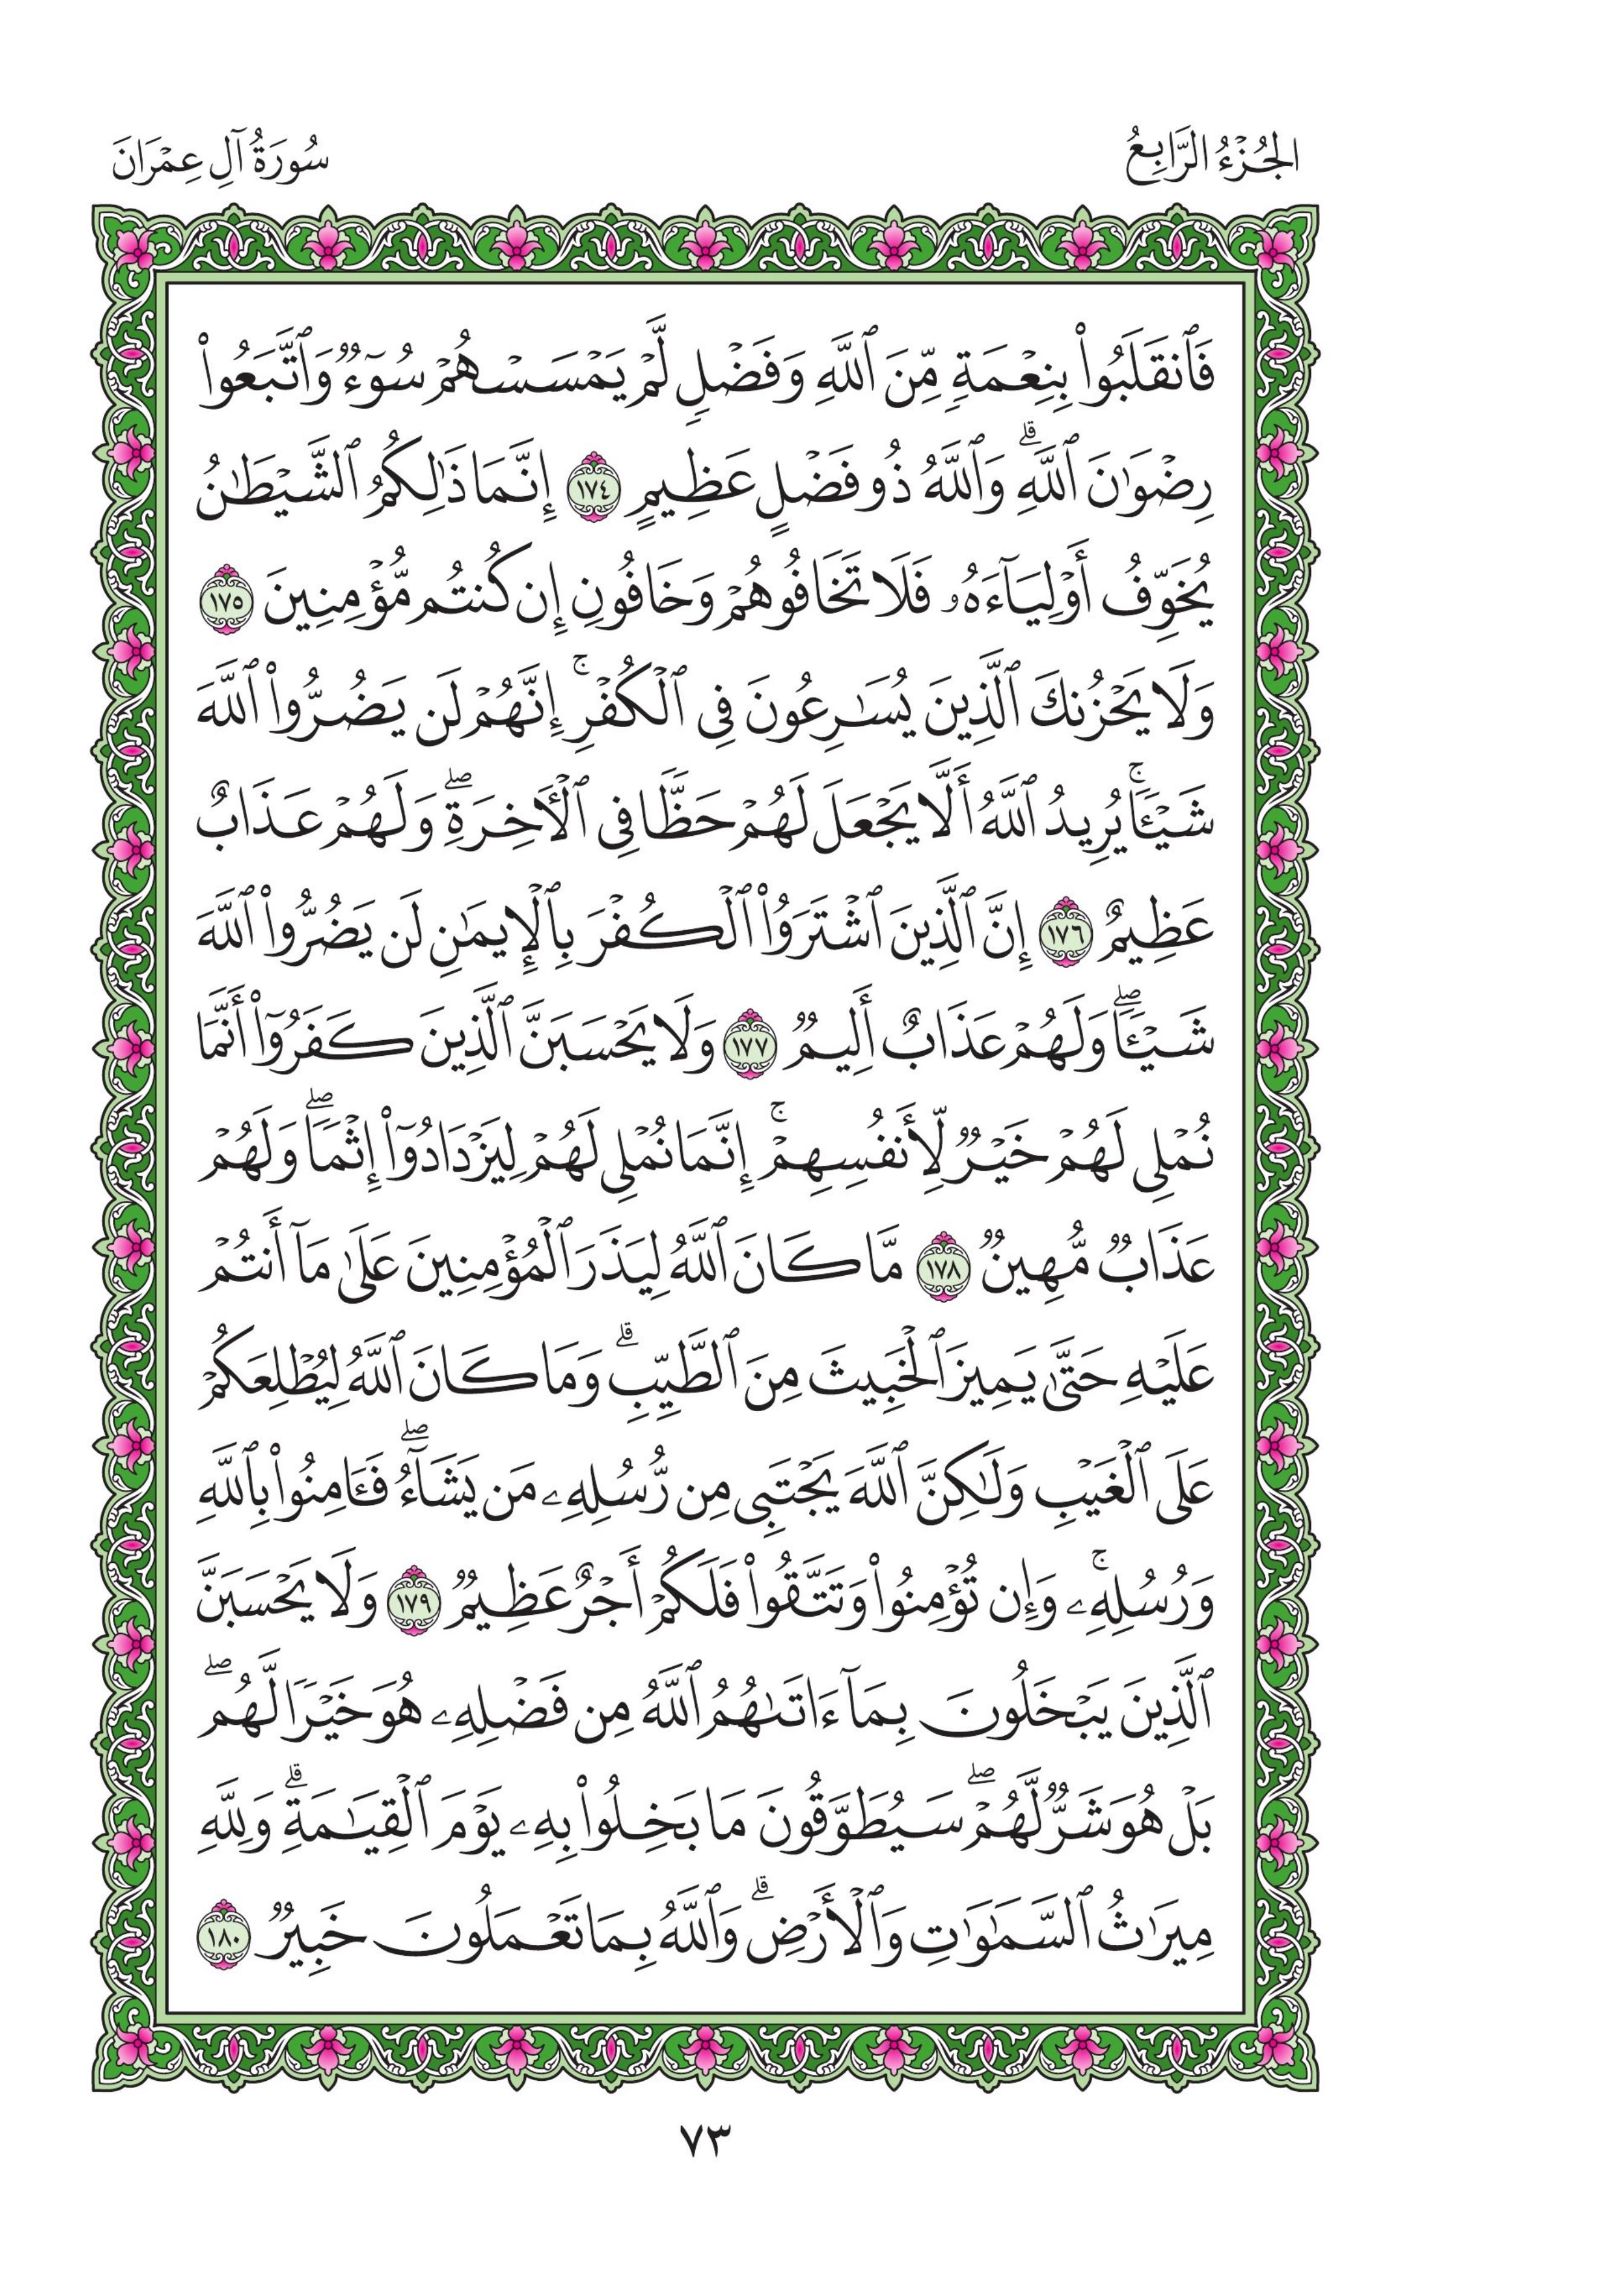 الجُزْءُ الرَّابِعُ
سُورَةُ آلِ عِمْرَانَ
فَٱنقَلَبُوا۟ بِنِعْمَةٍ مِّنَ ٱللَّهِ وَفَضْلٍ لَّمْ يَمْسَسْهُمْ سُوٓءٌ وَٱتَّبَعُوا۟
رِضْوَٰنَ ٱللَّهِ ۗ وَٱللَّهُ ذُو فَضْلٍ عَظِيمٍ ١٧٤ إِنَّمَا ذَٰلِكُمُ ٱلشَّيْطَٰنُ
يُخَوِّفُ أَوْلِيَآءَهُۥ فَلَا تَخَافُوهُمْ وَخَافُونِ إِن كُنتُم مُّؤْمِنِينَ ١٧٥
وَلَا يَحْزُنكَ ٱلَّذِينَ يُسَٰرِعُونَ فِى ٱلْكُفْرِ ۚ إِنَّهُمْ لَن يَضُرُّوا۟ ٱللَّهَ
شَيْـًٔا ۚ يُرِيدُ ٱللَّهُ أَلَّا يَجْعَلَ لَهُمْ حَظًّا فِى ٱلْـَٔاخِرَةِ ۖ وَلَهُمْ عَذَابٌ
عَظِيمٌ ١٧٦ إِنَّ ٱلَّذِينَ ٱشْتَرَوُا۟ ٱلْكُفْرَ بِٱلْإِيمَٰنِ لَن يَضُرُّوا۟ ٱللَّهَ
شَيْـًٔا ۖ وَلَهُمْ عَذَابٌ أَلِيمٌ ١٧٧ وَلَا يَحْسَبَنَّ ٱلَّذِينَ كَفَرُوٓا۟ أَنَّمَا
نُمْلِى لَهُمْ خَيْرٌ لِّأَنفُسِهِمْ ۚ إِنَّمَا نُمْلِى لَهُمْ لِيَزْدَادُوٓا۟ إِثْمًا ۖ وَلَهُمْ
عَذَابٌ مُّهِينٌ ١٧٨ مَّا كَانَ ٱللَّهُ لِيَذَرَ ٱلْمُؤْمِنِينَ عَلَىٰ مَآ أَنتُمْ
عَلَيْهِ حَتَّىٰ يَمِيزَ ٱلْخَبِيثَ مِنَ ٱلطَّيِّبِ ۗ وَمَا كَانَ ٱللَّهُ لِيُطْلِعَكُمْ
عَلَى ٱلْغَيْبِ وَلَٰكِنَّ ٱللَّهَ يَجْتَبِى مِن رُّسُلِهِۦ مَن يَشَآءُ ۖ فَـَٔامِنُوا۟ بِٱللَّهِ
وَرُسُلِهِۦ ۚ وَإِن تُؤْمِنُوا۟ وَتَتَّقُوا۟ فَلَكُمْ أَجْرٌ عَظِيمٌ ١٧٩ وَلَا يَحْسَبَنَّ
ٱلَّذِينَ يَبْخَلُونَ بِمَآ ءَاتَىٰهُمُ ٱللَّهُ مِن فَضْلِهِۦ هُوَ خَيْرًا لَّهُم ۖ
بَلْ هُوَ شَرٌّ لَّهُمْ ۖ سَيُطَوَّقُونَ مَا بَخِلُوا۟ بِهِۦ يَوْمَ ٱلْقِيَٰمَةِ ۗ وَلِلَّهِ
مِيرَٰثُ ٱلسَّمَٰوَٰتِ وَٱلْأَرْضِ ۗ وَٱللَّهُ بِمَا تَعْمَلُونَ خَبِيرٌ ١٨٠
٧٣